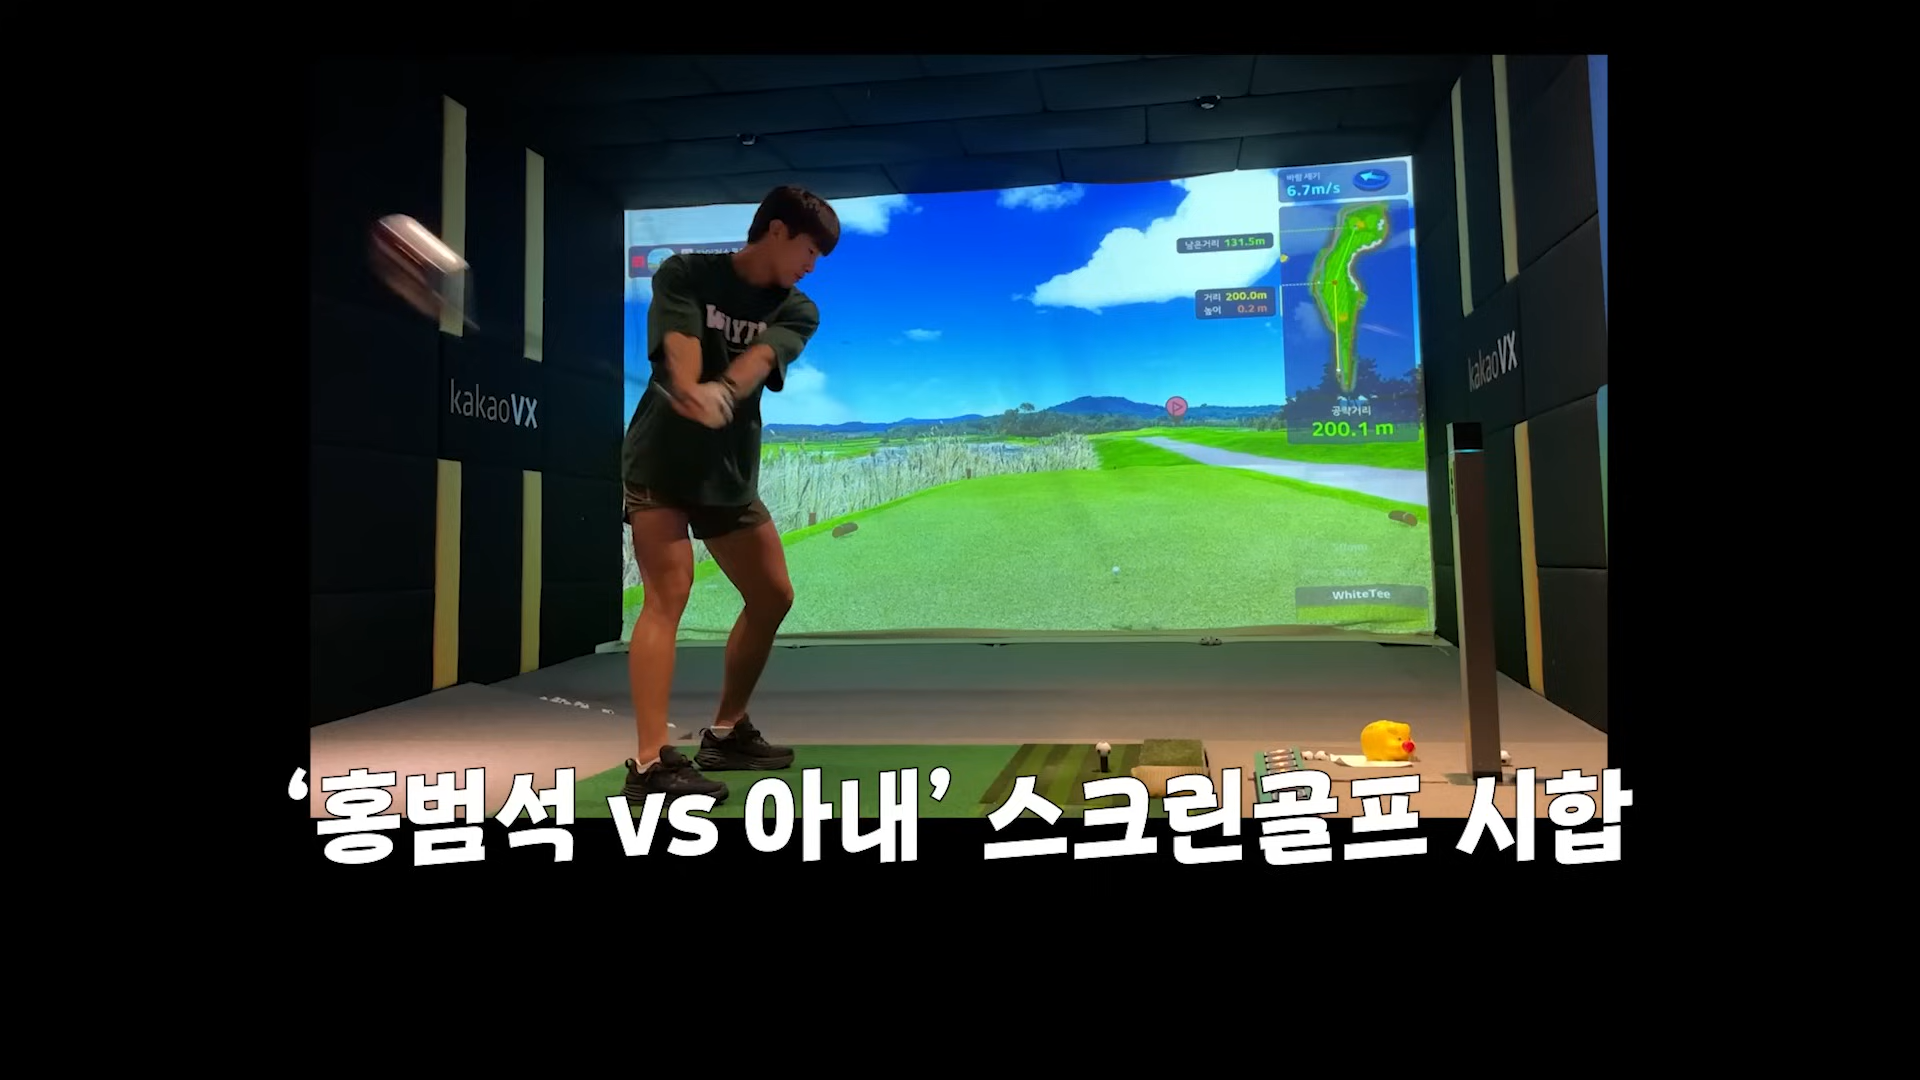 바람 세기
6.7m/s
남은거리 131.5m
거리 200.0m
높이 0.2 m
kakaoVX
kakaoVX
공략거리
200.1 m
WhiteTee
‘홍범석 vs 아내’ 스크린골프 시합